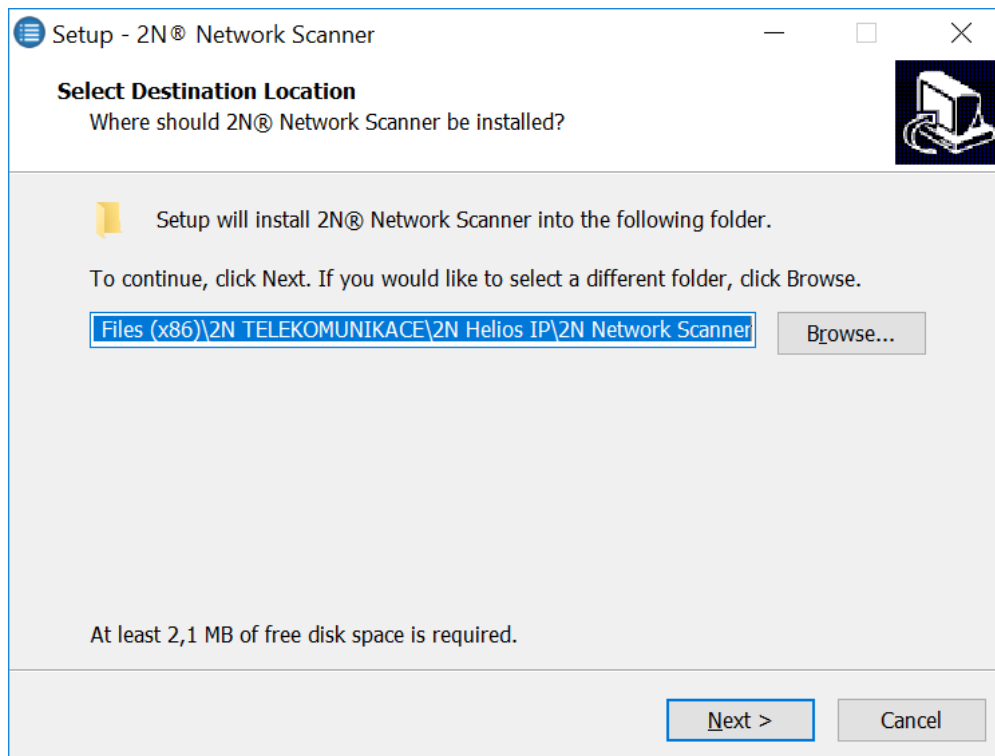 Setup - 2N® Network Scanner
Select Destination Location
Where should 2N® Network Scanner be installed?
Setup will install 2N® Network Scanner into the following folder.
To continue, click Next. If you would like to select a different folder, click Browse.
Files (x86)\2N TELEKOMUNIKACE\2N Helios IP\2N Network Scanner
Browse...
At least 2,1 MB of free disk space is required.
Next >
Cancel